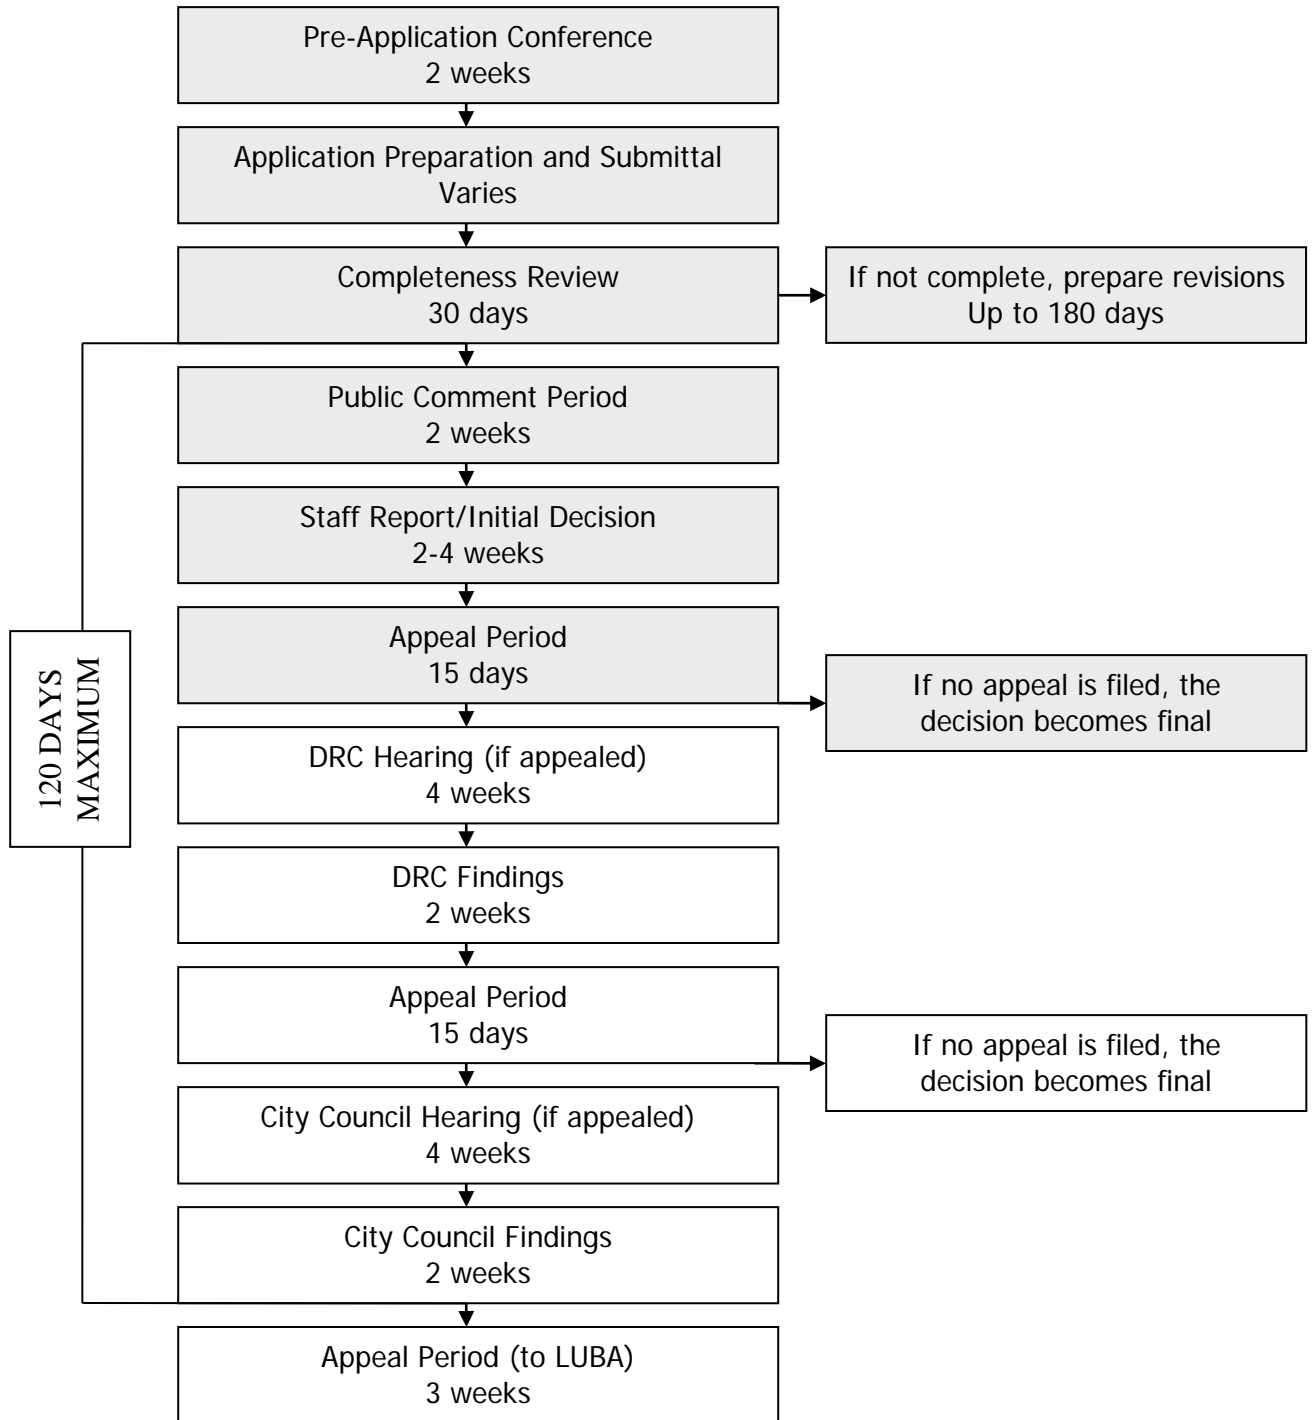 Pre-Application Conference
2 weeks
Application Preparation and Submittal
Varies
Completeness Review
30 days
If not complete, prepare revisions
Up to 180 days
Public Comment Period
2 weeks
Staff Report/Initial Decision
2-4 weeks
120 DAYS
MAXIMUM
Appeal Period
15 days
If no appeal is filed, the
decision becomes final
DRC Hearing (if appealed)
4 weeks
DRC Findings
2 weeks
Appeal Period
15 days
If no appeal is filed, the
decision becomes final
City Council Hearing (if appealed)
4 weeks
City Council Findings
2 weeks
Appeal Period (to LUBA)
3 weeks